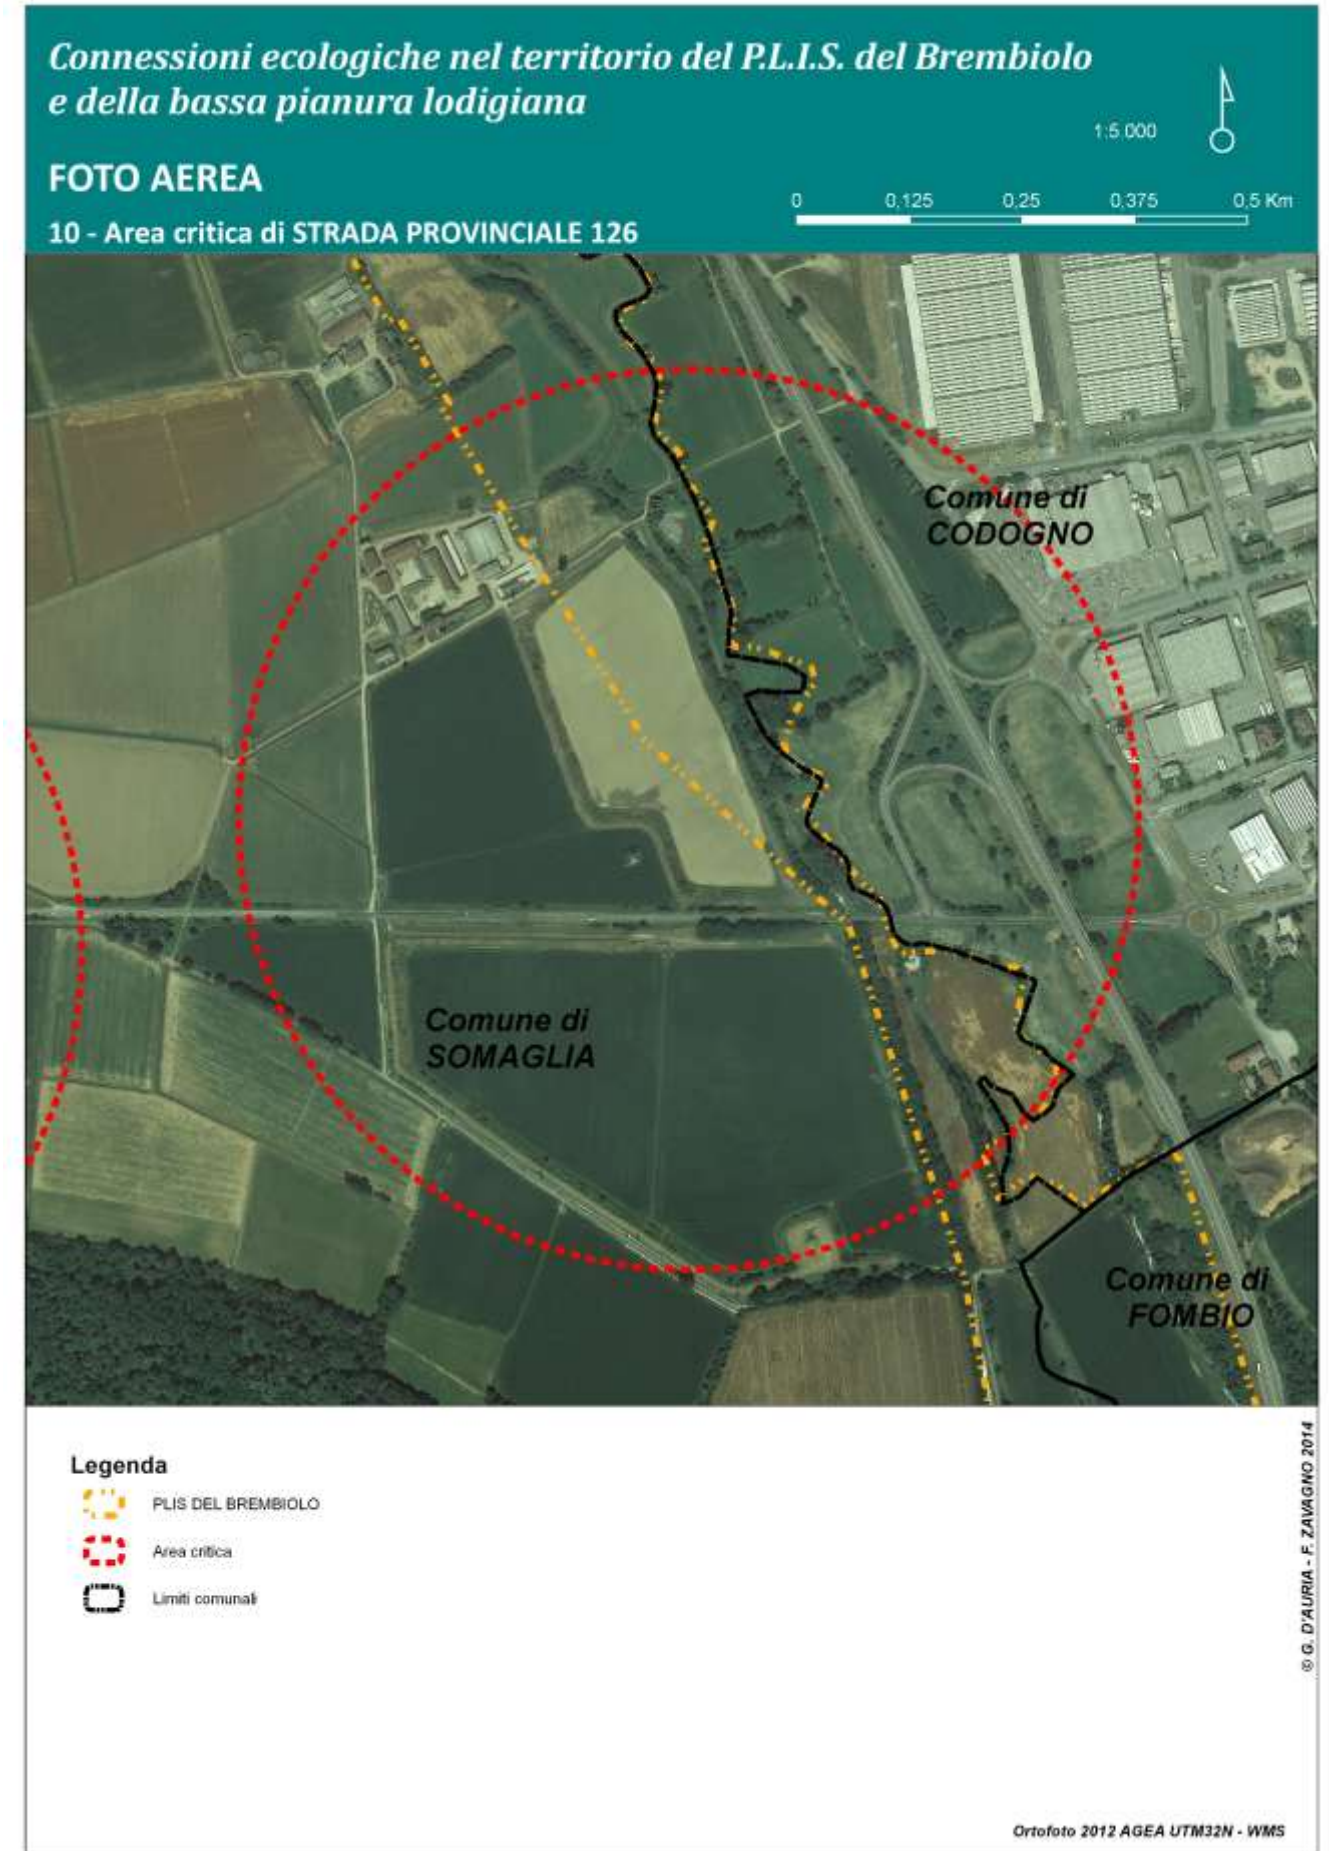 Connessioni ecologiche nel territorio del P.L.I.S. del Brembiolo
e della bassa pianura lodigiana
1:5.000
FOTO AEREA
0 0,125 0,25 0,375 0,5 Km
10 - Area critica di STRADA PROVINCIALE 126
Comune di
CODOGNO
Comune di
SOMAGLIA
Comune di
FOMBIO
Legenda
PLIS DEL BREMBIOLO
Area critica
Limiti comunali
© G. D'AURIA - F. ZAVAGNO 2014
Ortofoto 2012 AGEA UTM32N - WMS